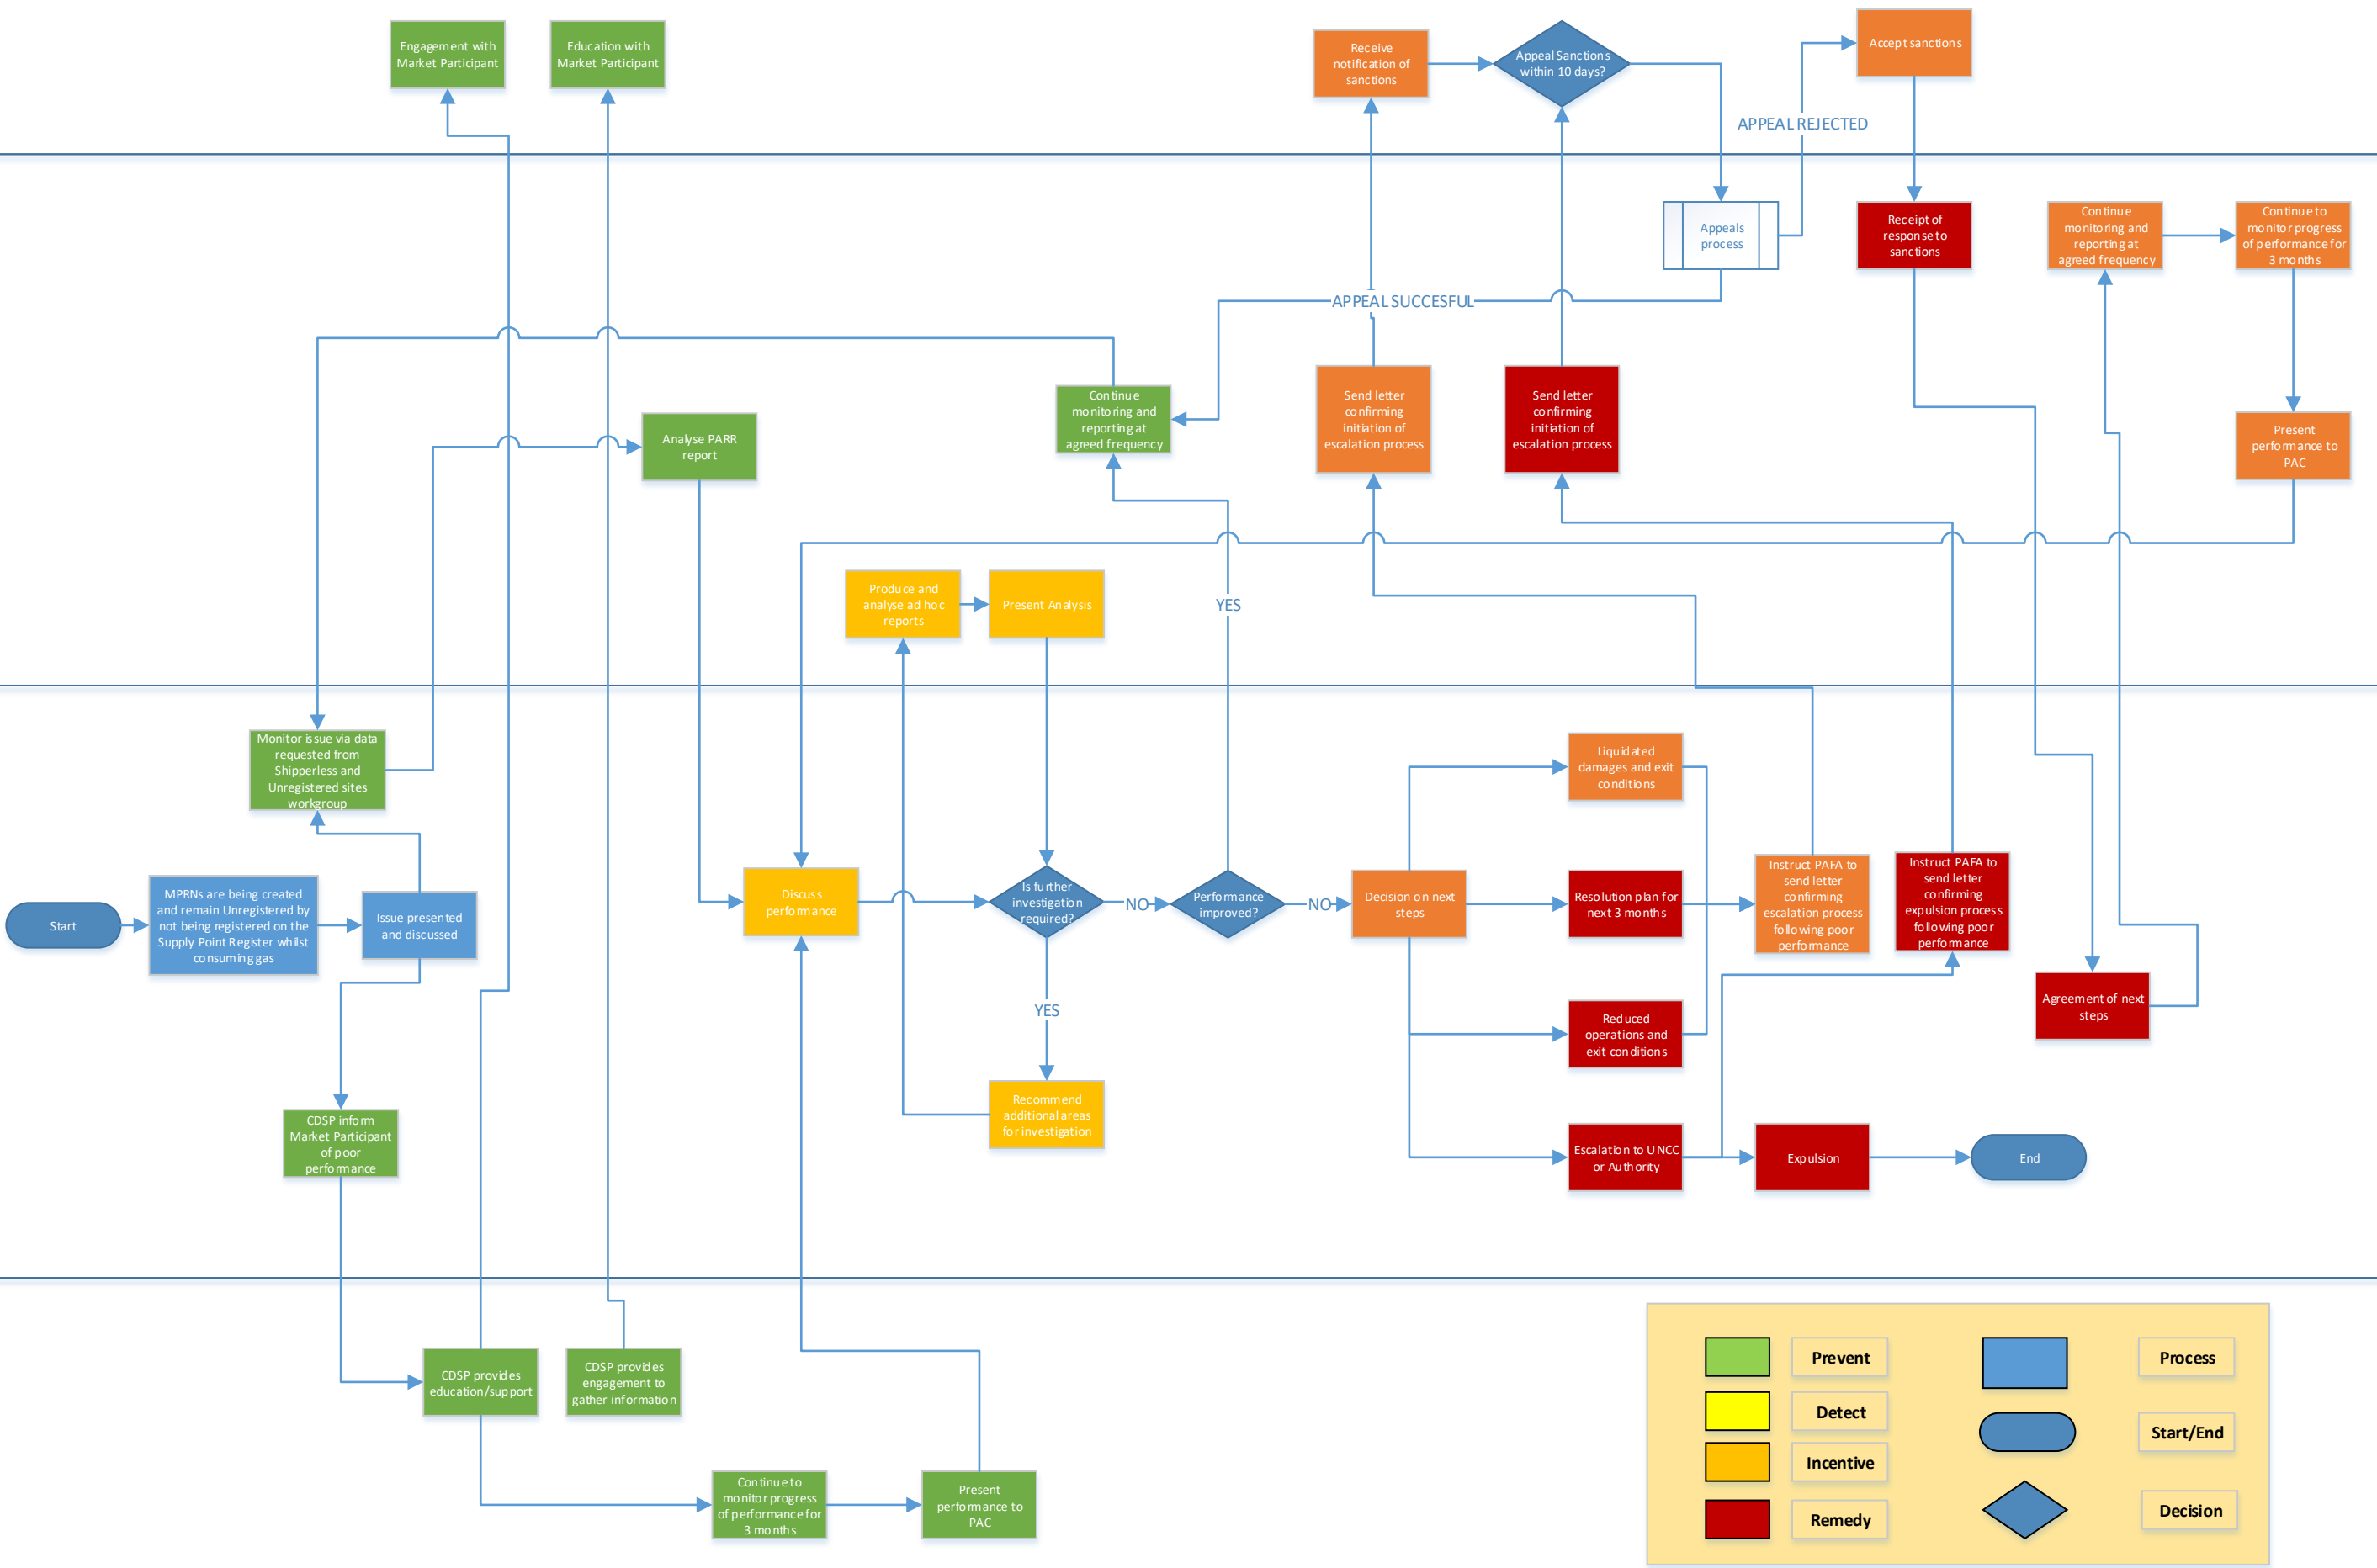 Engagement with
Market Participant
Education with
Market Participant
Receive
notification of
sanctions
Appeal Sanctions
within 10 days?
Accept sanctions
APPEAL REJECTED
Appeals
process
Receipt of
response to
sanctions
Continue
monitoring and
reporting at
agreed frequency
Continue to
monitor progress
of performance for
3 months
APPEAL SUCCESFUL
Analyse PARR
report
Continue
monitoring and
reporting at
agreed frequency
Send letter
confirming
initiation of
escalation process
Send letter
confirming
initiation of
escalation process
Present
performance to
PAC
Produce and
analyse ad hoc
reports
Present Analysis
YES
Monitor issue via data
requested from
Shipperless and
Unregistered sites
workgroup
Liquidated
damages and exit
conditions
Start
MPRNs are being created
and remain Unregistered by
not being registered on the
Supply Point Register whilst
consuming gas
Issue presented
and discussed
Discuss
performance
Is further
investigation
required?
NO
Performance
improved?
NO
Decision on next
steps
Resolution plan for
next 3 months
Instruct PAFA to
send letter
confirming
escalation process
following poor
performance
Instruct PAFA to
send letter
confirming
expulsion process
following poor
performance
YES
Reduced
operations and
exit conditions
Agreement of next
steps
Recommend
additional areas
for investigation
CDSP inform
Market Participant
of poor
performance
Escalation to UNCC
or Authority
Expulsion
End
CDSP provides
education/support
CDSP provides
engagement to
gather information
Continue to
monitor progress
of performance for
3 months
Present
performance to
PAC
Prevent
Process
Detect
Start/End
Incentive
Remedy
Decision